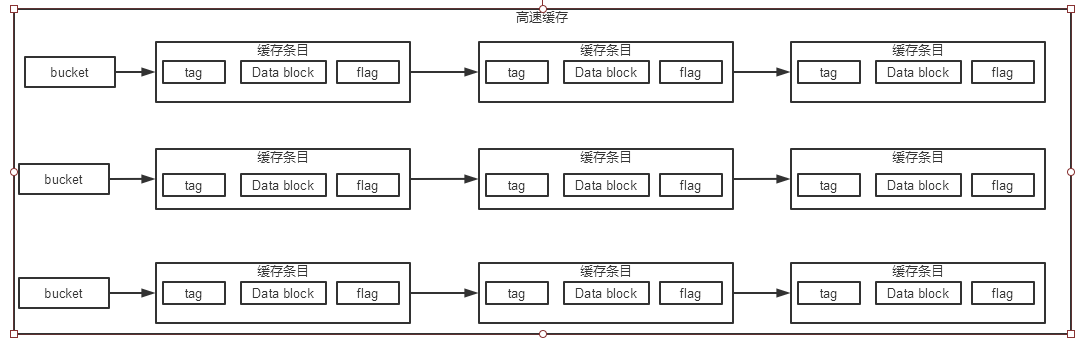 高速缓存
缓存条目 缓存条目 缓存条目
bucket tag Data block flag tag Data block flag tag Data block flag
缓存条目 缓存条目 缓存条目
bucket tag Data block flag tag Data block flag tag Data block flag
缓存条目 缓存条目 缓存条目
bucket tag Data block flag tag Data block flag tag Data block flag